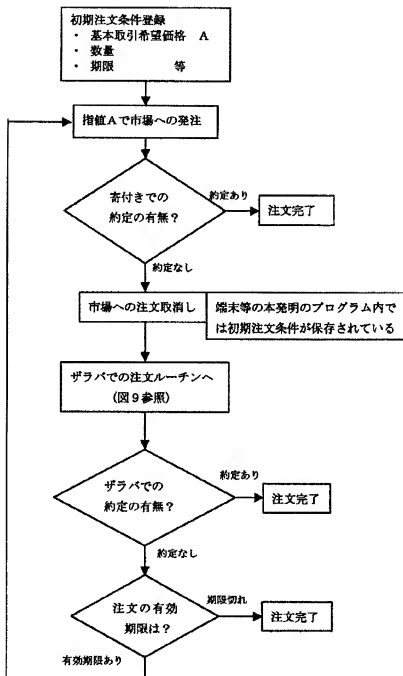 初期注文条件登録
・ 基本取引希望価格 A
・ 数量
・ 期限 等
指値Aで市場への発注
寄付きでの
約定の有無？
約定あり
注文完了
約定なし
市場への注文取消し
端末等の本発明のプログラム内で
は初期注文条件が保存されている
ザラバでの注文ルーチンへ
(図9参照)
ザラバでの
約定の有無？
約定あり
注文完了
約定なし
注文の有効
期限は？
期限切れ
注文完了
有効期限あり